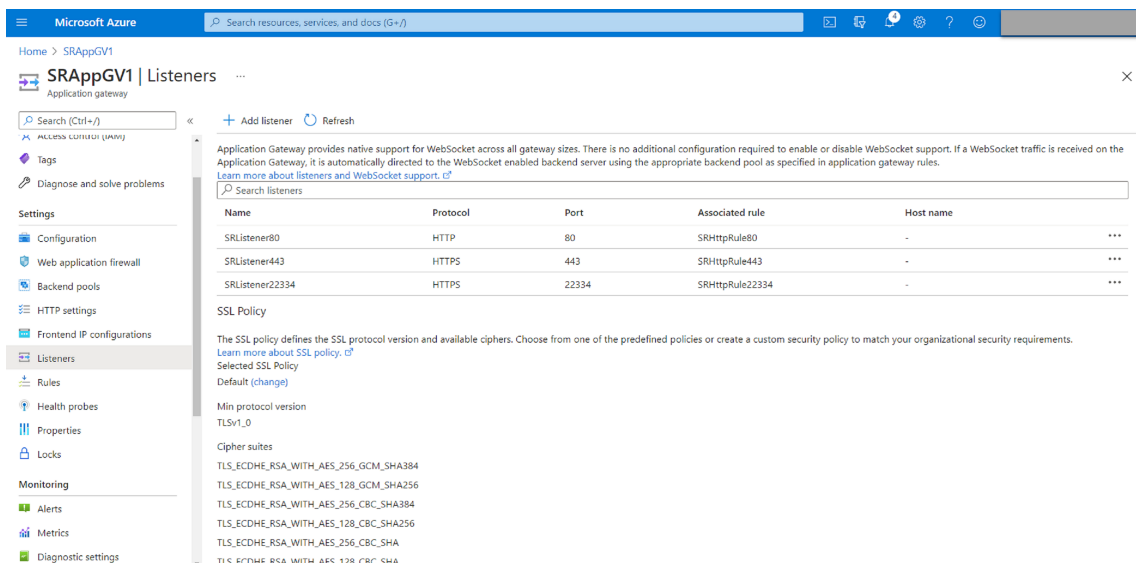 Microsoft Azure
Search resources, services, and docs (G+/)
4
Home > SRAppGV1
SRAppGV1 | Listeners ...
Application gateway
Search (Ctrl+/)
«
Access control (IAM)
Tags
Diagnose and solve problems
Settings
Configuration
Web application firewall
Backend pools
HTTP settings
Frontend IP configurations
Listeners
Rules
Health probes
Properties
Locks
Monitoring
Alerts
Metrics
Diagnostic settings
Add listener Refresh
Application Gateway provides native support for WebSocket across all gateway sizes. There is no additional configuration required to enable or disable WebSocket support. If a WebSocket traffic is received on the
Application Gateway, it is automatically directed to the WebSocket enabled backend server using the appropriate backend pool as specified in application gateway rules.
Learn more about listeners and WebSocket support.
Search listeners
Name Protocol Port Associated rule Host name
SRListener80 HTTP 80 SRHttpRule80 - ...
SRListener443 HTTPS 443 SRHttpRule443 - ...
SRListener22334 HTTPS 22334 SRHttpRule22334 - ...
SSL Policy
The SSL policy defines the SSL protocol version and available ciphers. Choose from one of the predefined policies or create a custom security policy to match your organizational security requirements.
Learn more about SSL policy.
Selected SSL Policy
Default (change)
Min protocol version
TLSv1_0
Cipher suites
TLS_ECDHE_RSA_WITH_AES_256_GCM_SHA384
TLS_ECDHE_RSA_WITH_AES_128_GCM_SHA256
TLS_ECDHE_RSA_WITH_AES_256_CBC_SHA384
TLS_ECDHE_RSA_WITH_AES_128_CBC_SHA256
TLS_ECDHE_RSA_WITH_AES_256_CBC_SHA
TLS_ECDHE_RSA_WITH_AES_128_CBC_SHA